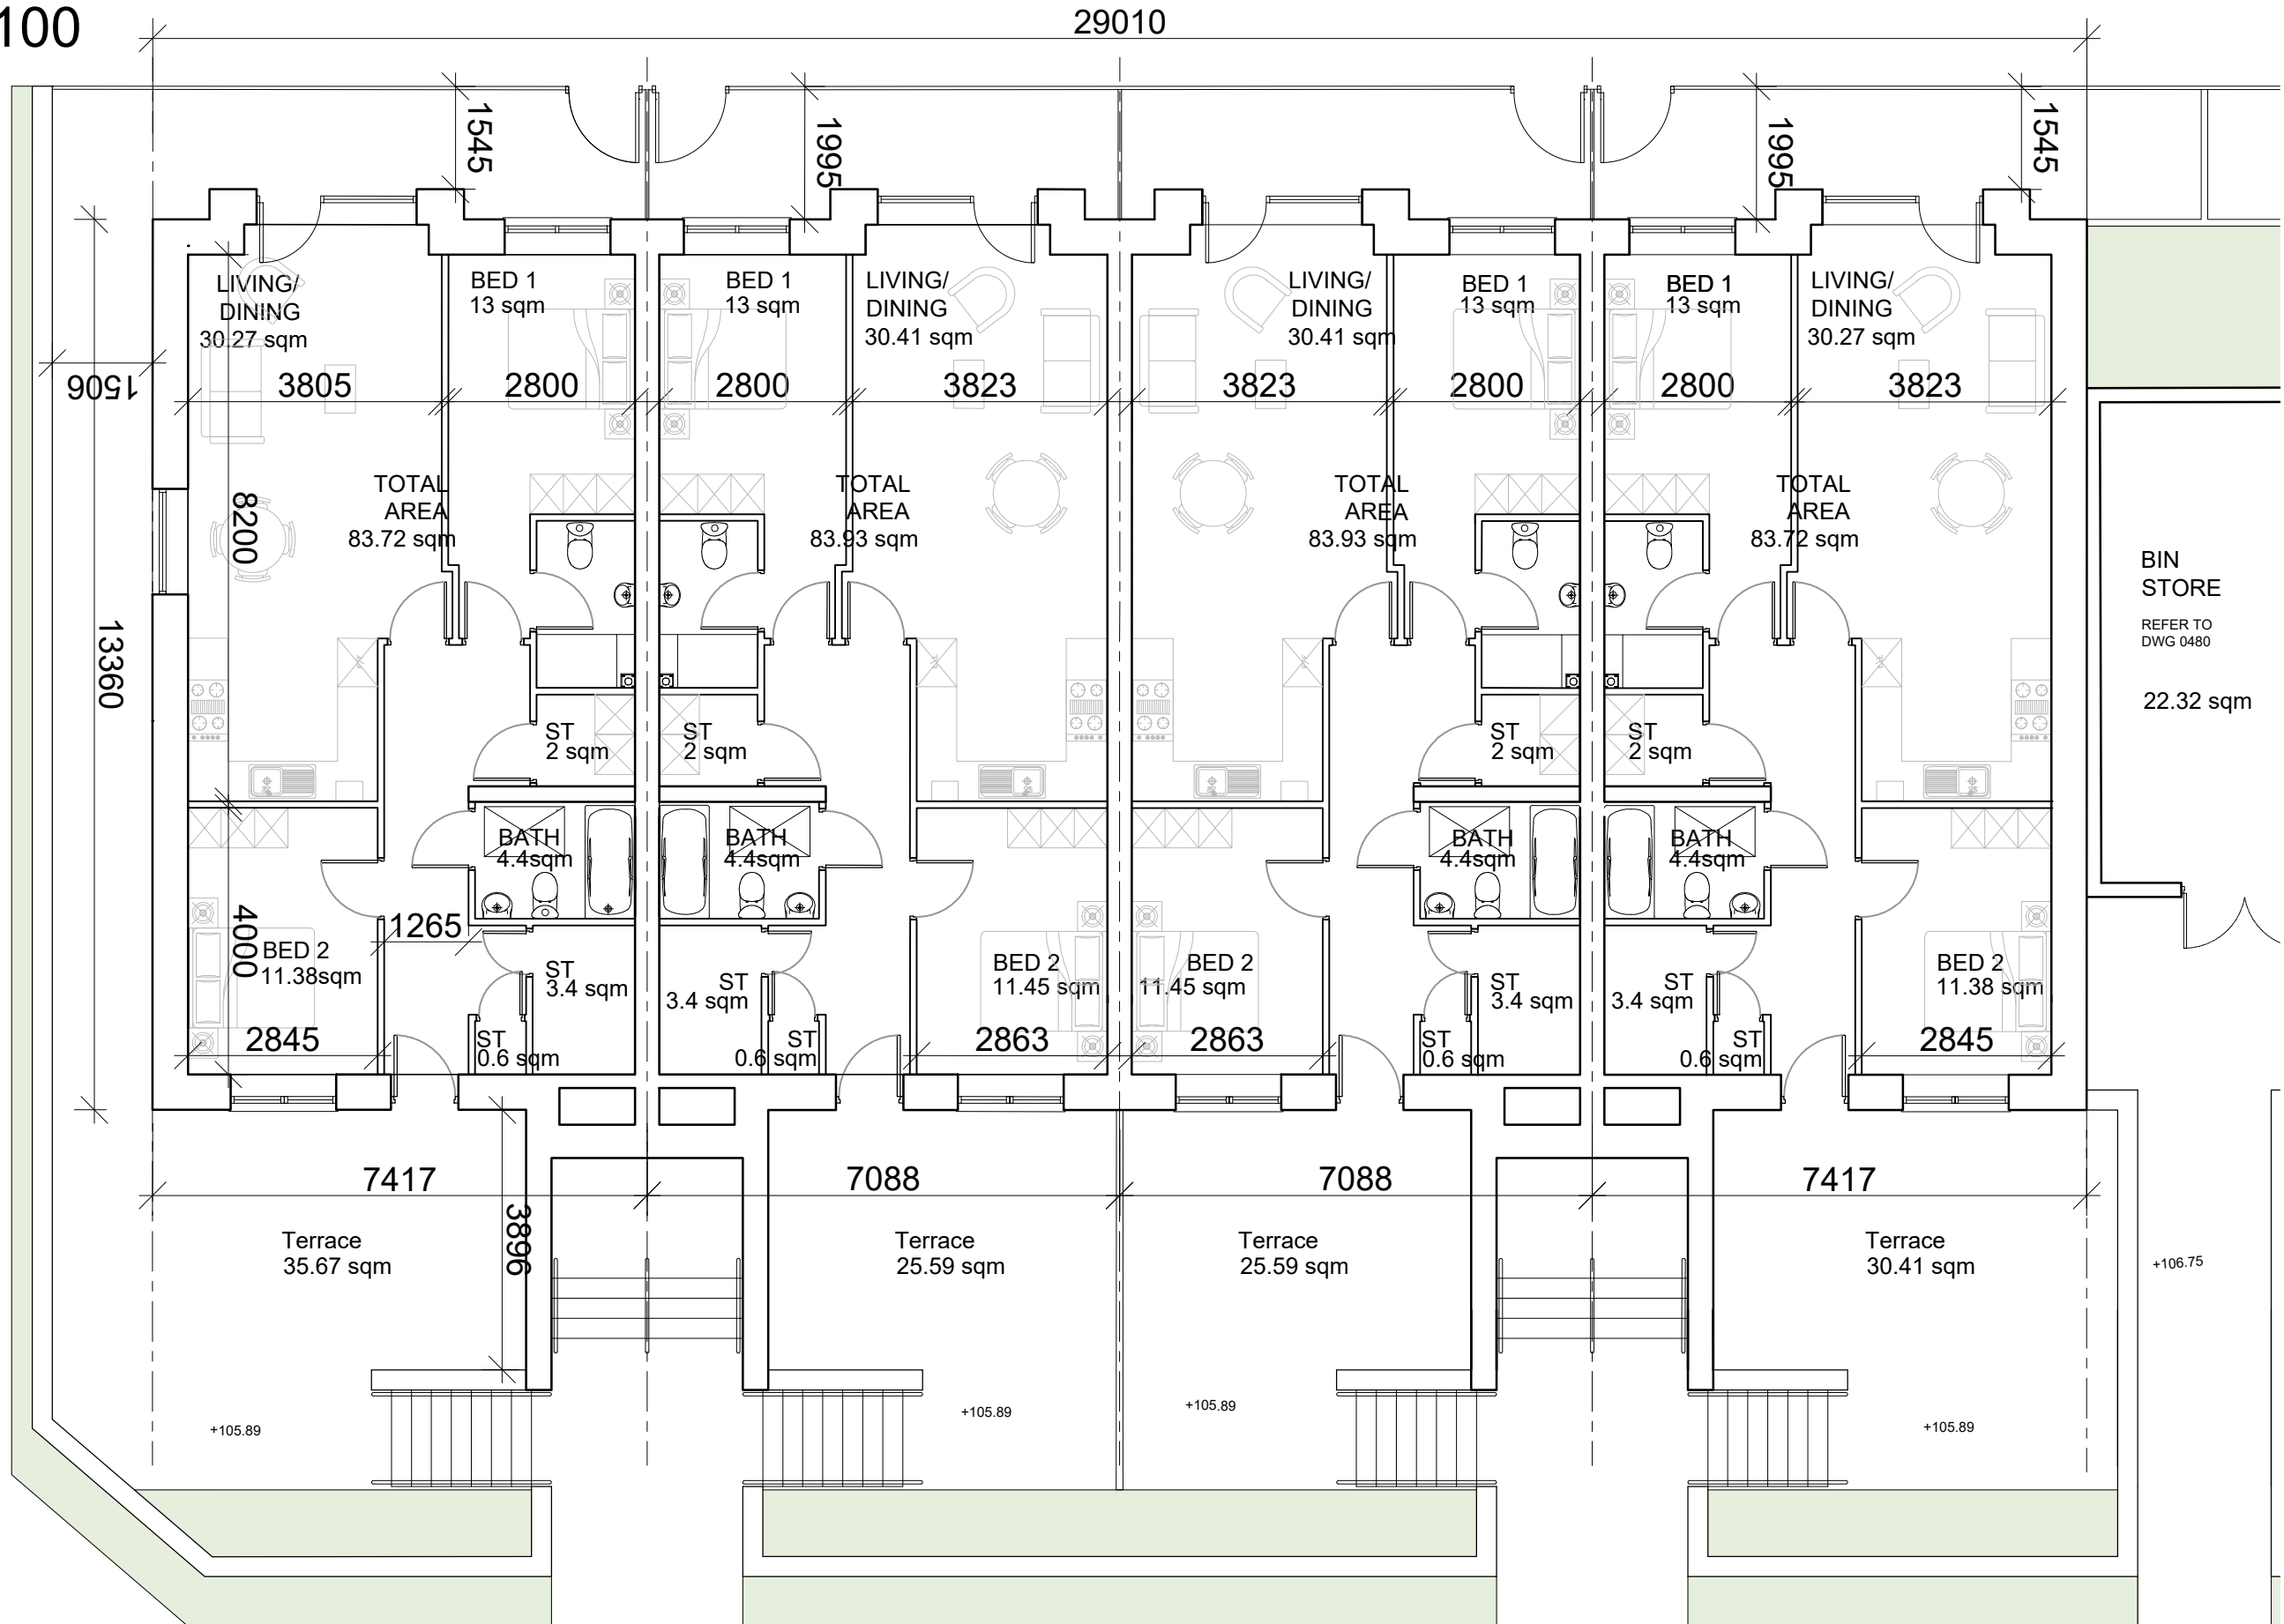 100
29010
1545
1995
1995
1545
LIVING/
DINING
30.27 sqm
BED 1
13 sqm
BED 1
13 sqm
LIVING/
DINING
30.41 sqm
LIVING/
DINING
30.41 sqm
BED 1
13 sqm
BED 1
13 sqm
LIVING/
DINING
30.27 sqm
1506
3805
2800
2800
3823
3823
2800
2800
3823
8200
13360
TOTAL
AREA
83.72 sqm
TOTAL
AREA
83.93 sqm
TOTAL
AREA
83.93 sqm
TOTAL
AREA
83.72 sqm
BIN
STORE
REFER TO
DWG 0480
22.32 sqm
ST
2 sqm
ST
2 sqm
ST
2 sqm
ST
2 sqm
BATH
4.4sqm
BATH
4.4sqm
BATH
4.4sqm
BATH
4.4sqm
4000
1265
BED 2
11.38sqm
ST
3.4 sqm
ST
3.4 sqm
BED 2
11.45 sqm
BED 2
11.45 sqm
ST
3.4 sqm
ST
3.4 sqm
BED 2
11.38 sqm
2845
ST
0.6 sqm
ST
0.6 sqm
2863
2863
ST
0.6 sqm
ST
0.6 sqm
2845
7417
7088
7088
7417
3896
Terrace
35.67 sqm
Terrace
25.59 sqm
Terrace
25.59 sqm
Terrace
30.41 sqm
+106.75
+105.89
+105.89
+105.89
+105.89